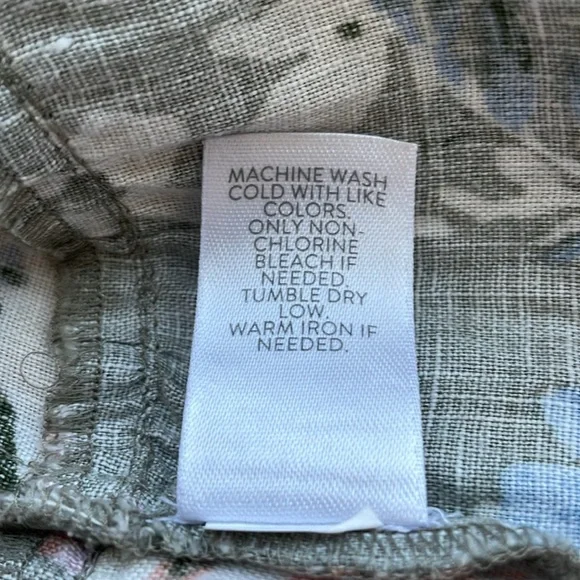 MACHINE WASH
COLD WITH LIKE
COLORS.
ONLY NON-
CHLORINE
BLEACH IF
NEEDED.
TUMBLE DRY
LOW.
WARM IRON IF
NEEDED.